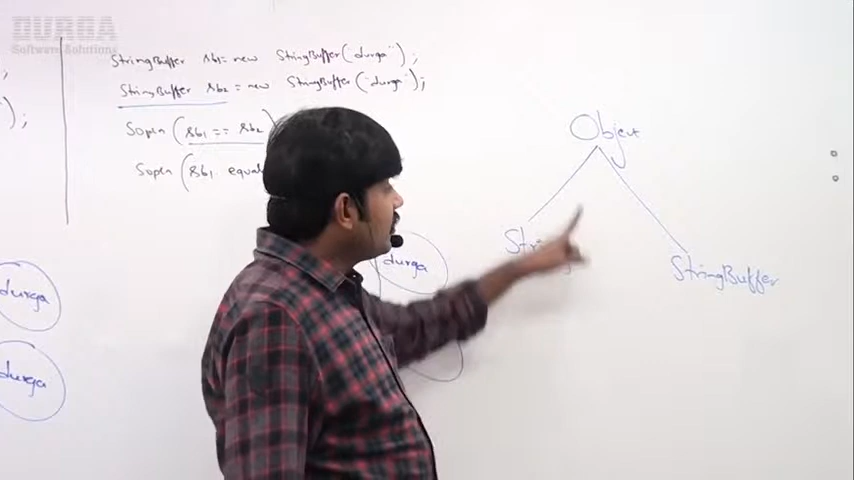 DURGA
Software Solutions
StringBuffer sb1 = new StringBuffer("durga");
StringBuffer sb2 = new StringBuffer("durga");
);
Sopln (sb1 == sb2)
Sopln (sb1. equal
Object
String
StringBuffer
durga
durga
durga